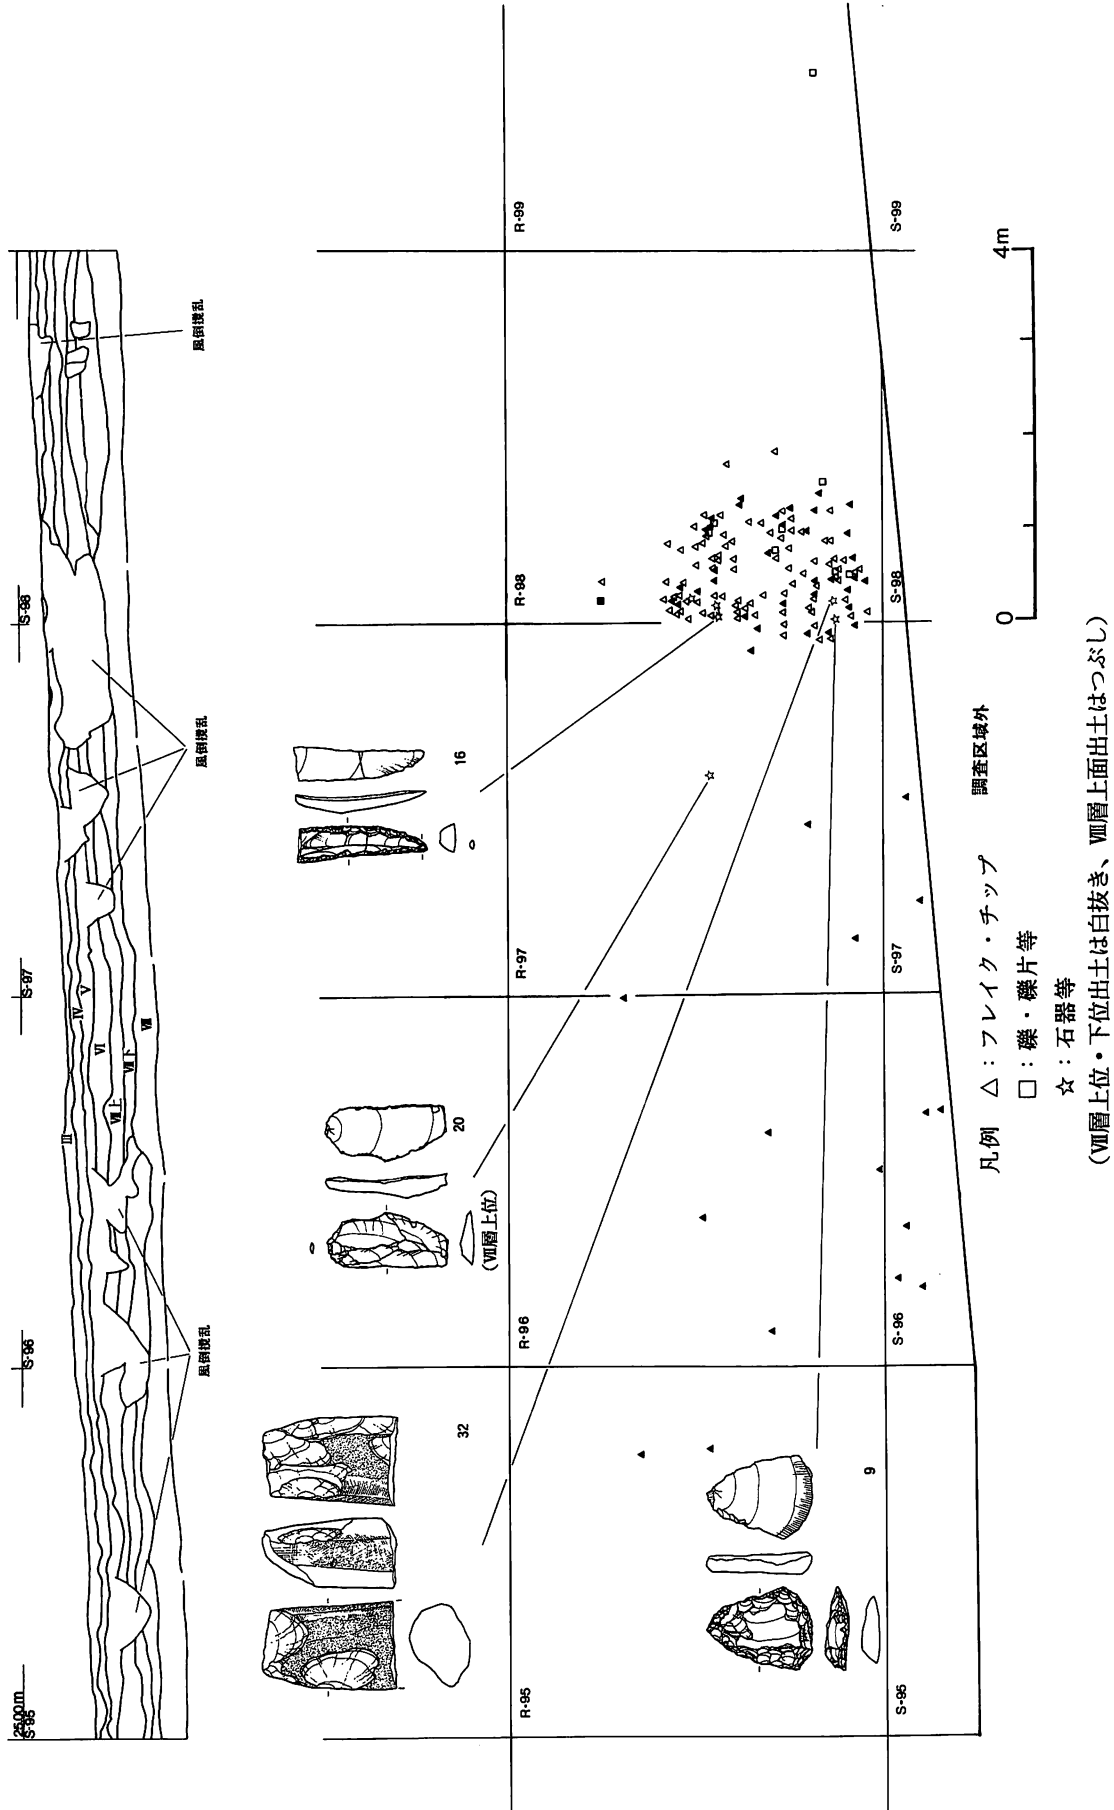 25.00m
S-95
S-96
S-97
S-98
III
IV
V
VI
VII上
VII下
VIII
風倒撹乱
風倒撹乱
風倒撹乱
32
20
(VII層上位)
16
9
R-95
R-96
R-97
R-98
R-99
S-95
S-96
S-97
S-98
S-99
調査区域外
0
4m
凡例 △：フレイク・チップ
□：礫・礫片等
☆：石器等
(VII層上位・下位出土は白抜き、VIII層上面出土はつぶし)